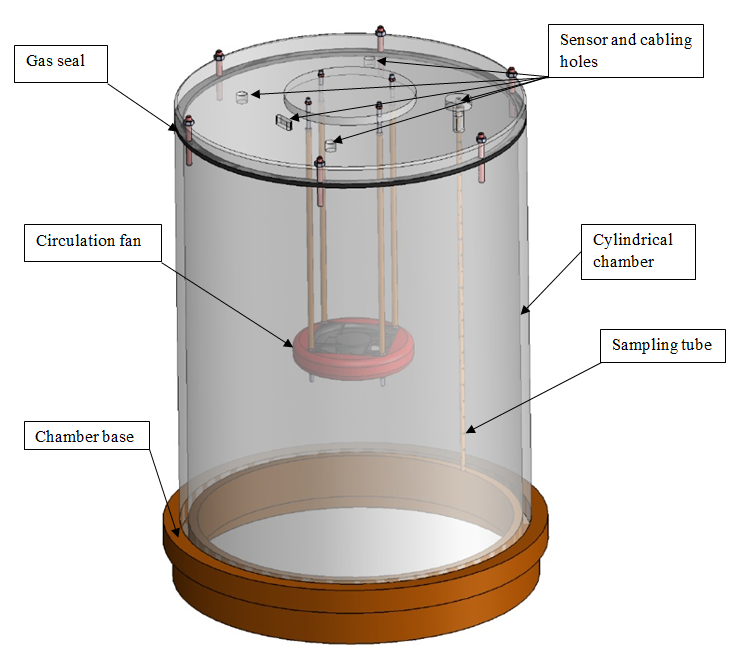 Sensor and cabling
holes
Gas seal
Circulation fan
Cylindrical
chamber
Sampling tube
Chamber base